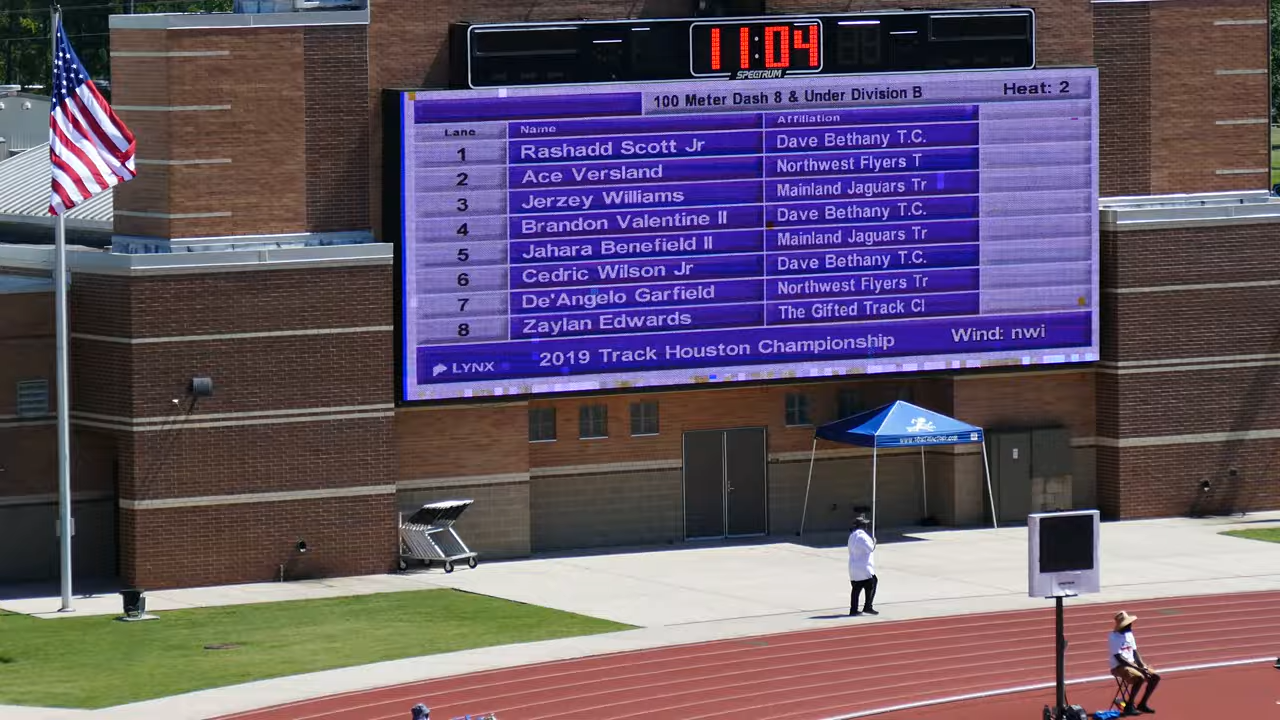 11:04
SPECTRUM
100 Meter Dash 8 & Under Division B Heat: 2
Lane Name Affiliation
1 Rashadd Scott Jr Dave Bethany T.C.
2 Ace Versland Northwest Flyers T
3 Jerzey Williams Mainland Jaguars Tr
4 Brandon Valentine II Dave Bethany T.C.
5 Jahara Benefield II Mainland Jaguars Tr
6 Cedric Wilson Jr Dave Bethany T.C.
7 De'Angelo Garfield Northwest Flyers Tr
8 Zaylan Edwards The Gifted Track Cl
2019 Track Houston Championship Wind: nwi
LYNX